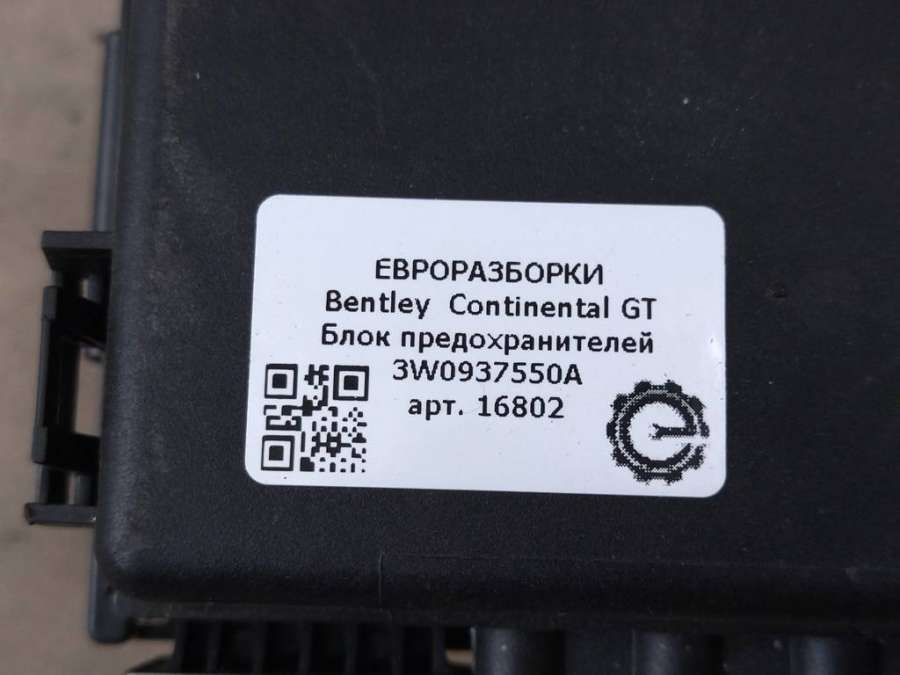 ЕВРОРАЗБОРКИ
Bentley Continental GT
Блок предохранителей
3W0937550A
арт. 16802